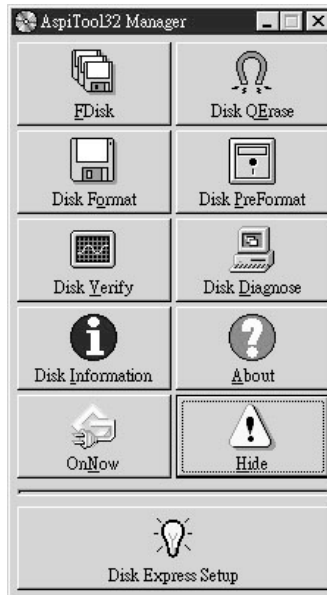 AspiTool32 Manager
FDisk
Disk QErase
Disk Format
Disk PreFormat
Disk Verify
Disk Diagnose
Disk Information
About
OnNow
Hide
Disk Express Setup